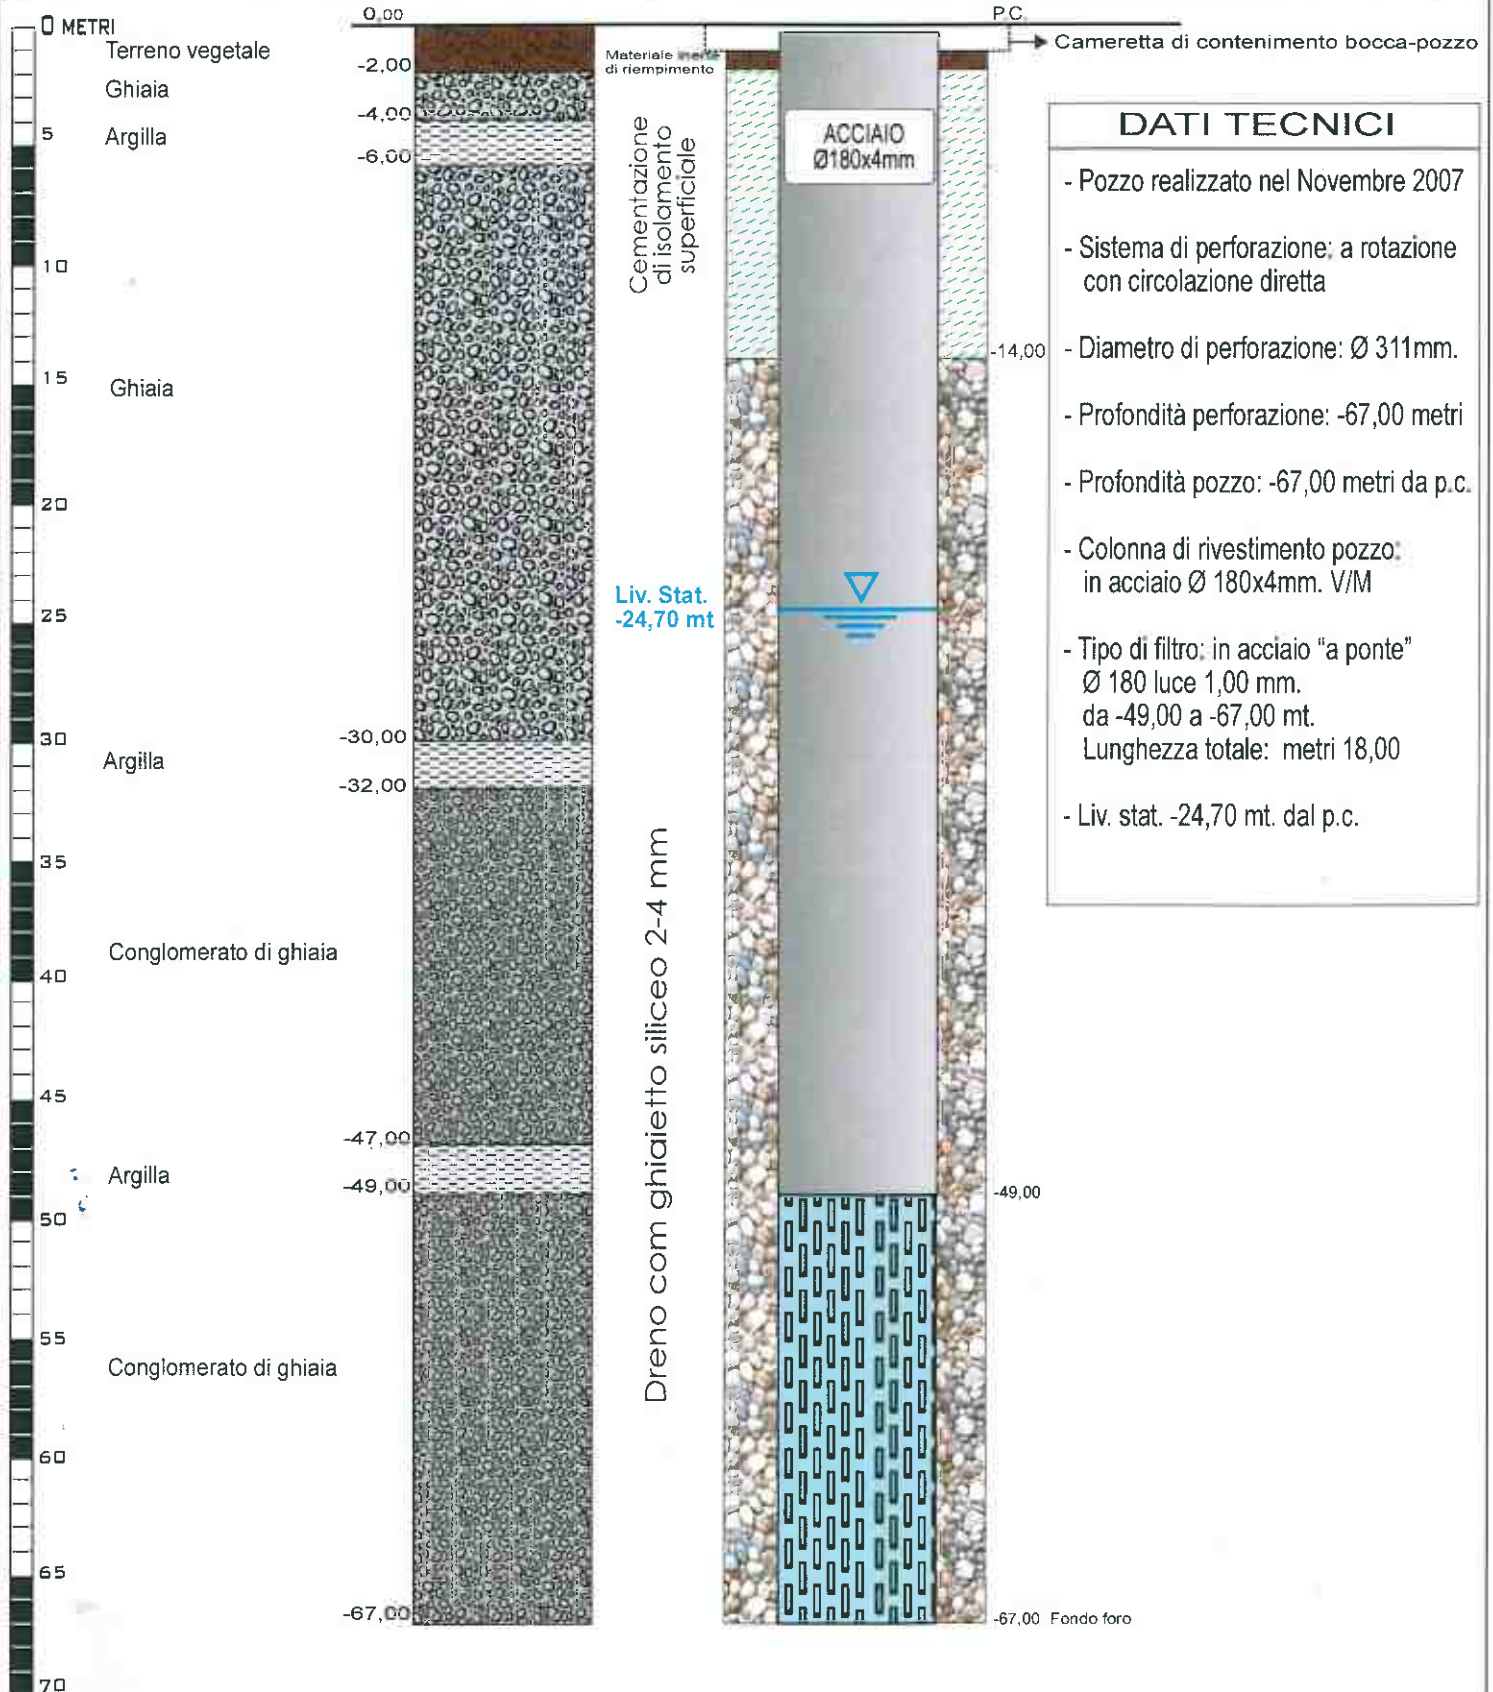 0 METRI
0,00
P.C.
Terreno vegetale
Materiale inerte
di riempimento
Cameretta di contenimento bocca-pozzo
-2,00
Ghiaia
-4,00
5
Argilla
-6,00
ACCIAIO
Ø180x4mm
Cementazione
di isolamento
superficiale
10
-14,00
15
Ghiaia
20
Liv. Stat.
-24,70 mt
25
30
-30,00
Argilla
-32,00
35
Conglomerato di ghiaia
40
Dreno com ghiaietto siliceo 2-4 mm
45
-47,00
Argilla
-49,00
-49,00
50
55
Conglomerato di ghiaia
60
65
-67,00
-67,00 Fondo foro
70
DATI TECNICI
- Pozzo realizzato nel Novembre 2007
- Sistema di perforazione: a rotazione
con circolazione diretta
- Diametro di perforazione: Ø 311mm.
- Profondità perforazione: -67,00 metri
- Profondità pozzo: -67,00 metri da p.c.
- Colonna di rivestimento pozzo:
in acciaio Ø 180x4mm. V/M
- Tipo di filtro: in acciaio “a ponte”
Ø 180 luce 1,00 mm.
da -49,00 a -67,00 mt.
Lunghezza totale: metri 18,00
- Liv. stat. -24,70 mt. dal p.c.